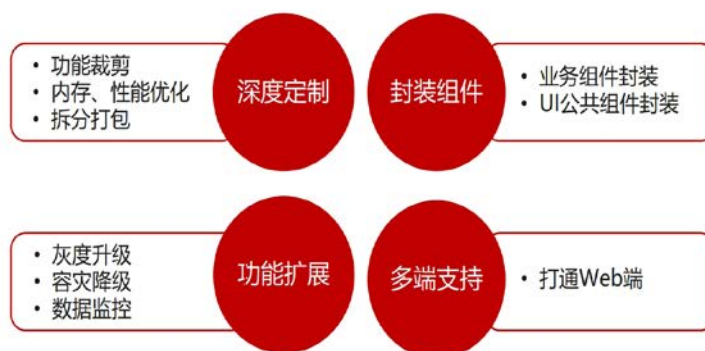 功能裁剪
内存、性能优化
拆分打包
深度定制
封装组件
业务组件封装
UI公共组件封装
灰度升级
容灾降级
数据监控
功能扩展
多端支持
打通Web端